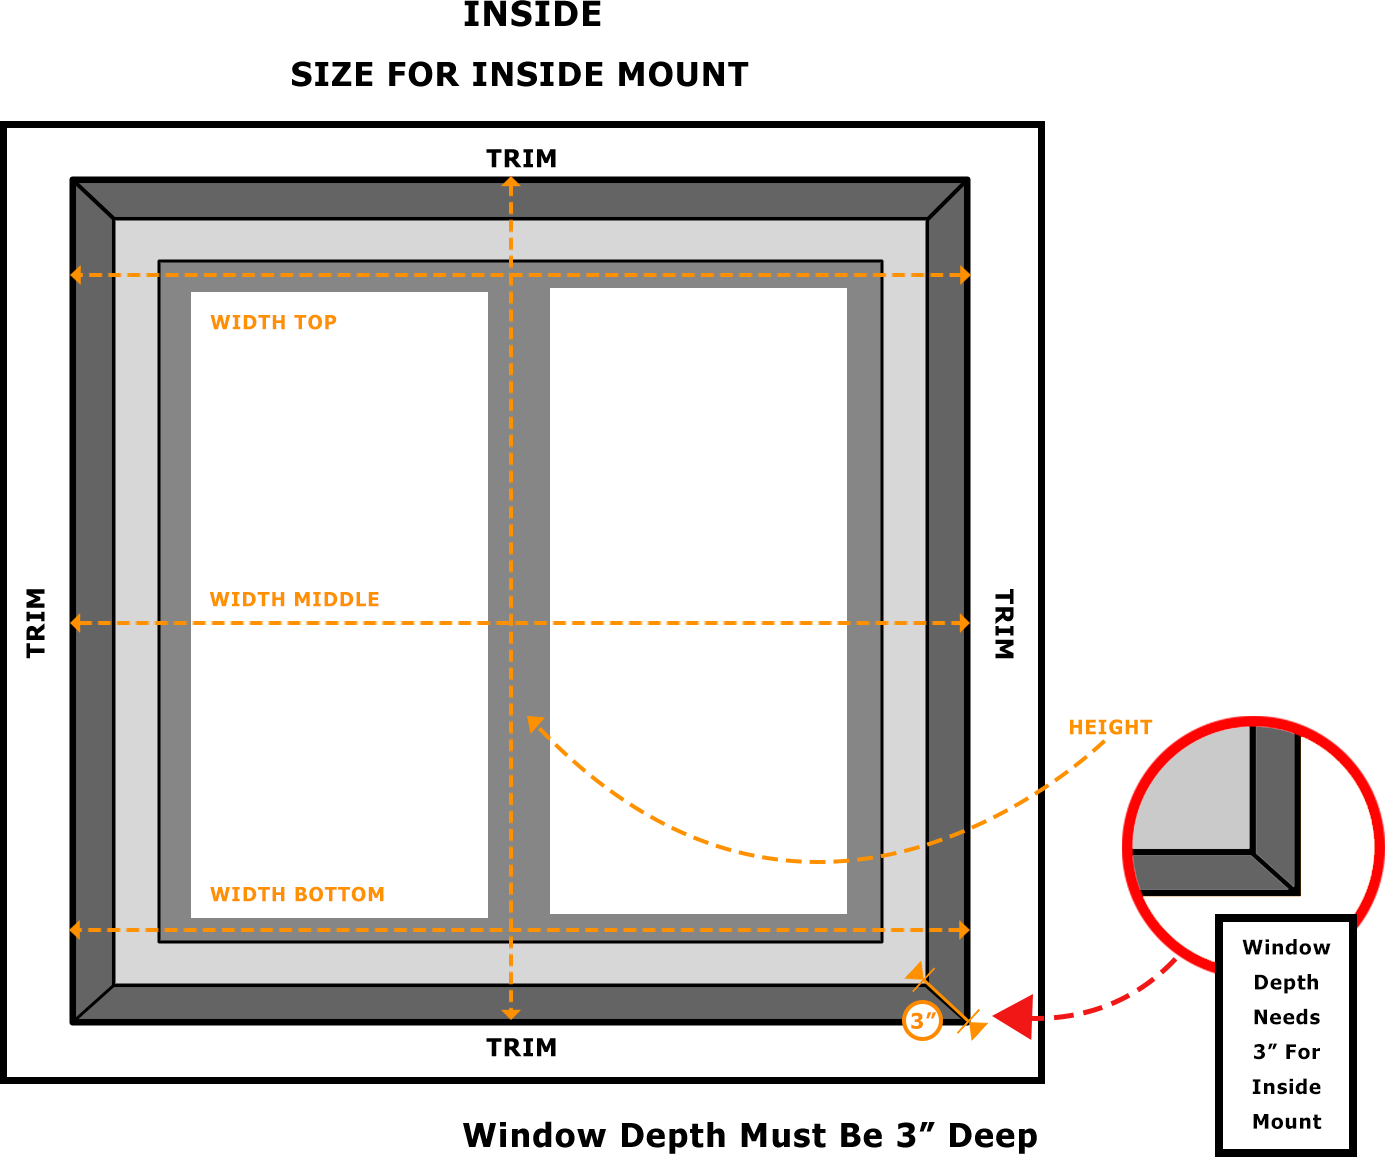 INSIDE
SIZE FOR INSIDE MOUNT
TRIM
WIDTH TOP
WIDTH MIDDLE
TRIM
TRIM
HEIGHT
WIDTH BOTTOM
3″
TRIM
Window
Depth
Needs
3″ For
Inside
Mount
Window Depth Must Be 3″ Deep